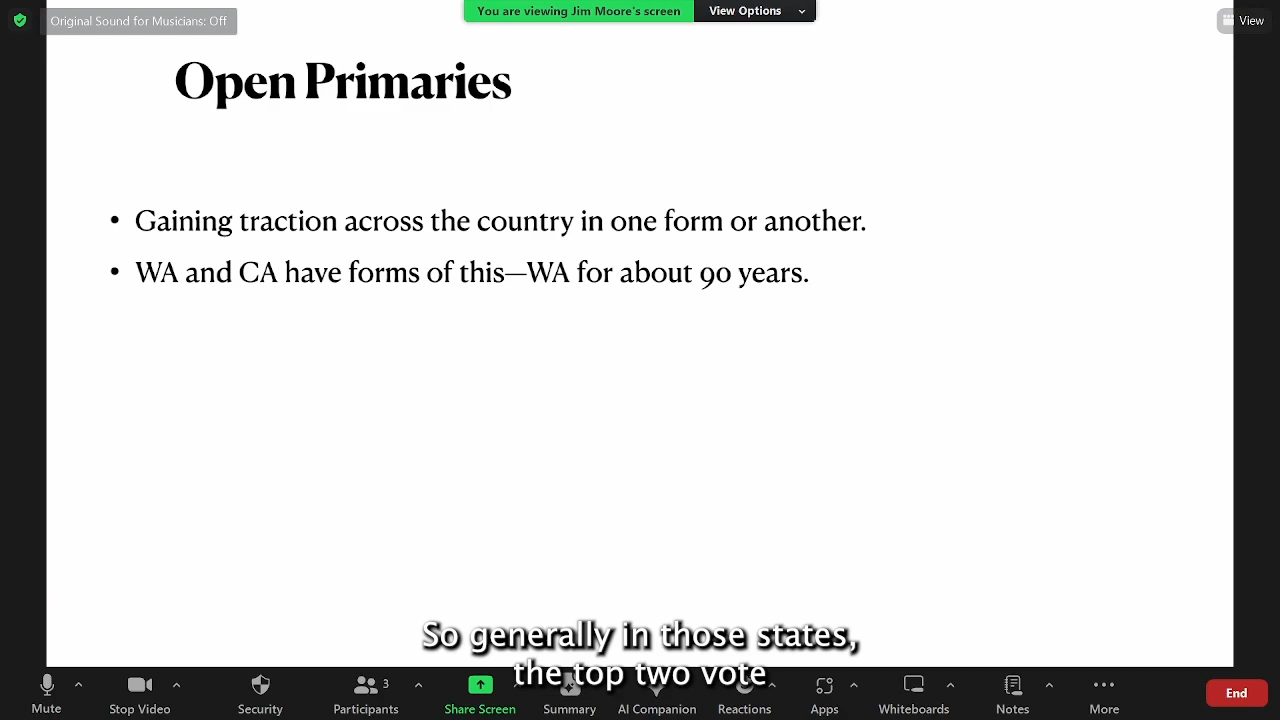 Original Sound for Musicians: Off
You are viewing Jim Moore's screen
View Options
View
Open Primaries
• Gaining traction across the country in one form or another.
• WA and CA have forms of this—WA for about 90 years.
So generally in those states,
the top two vote
3
Mute
Stop Video
Security
Participants
Share Screen
Summary
AI Companion
Reactions
Apps
Whiteboards
Notes
More
End